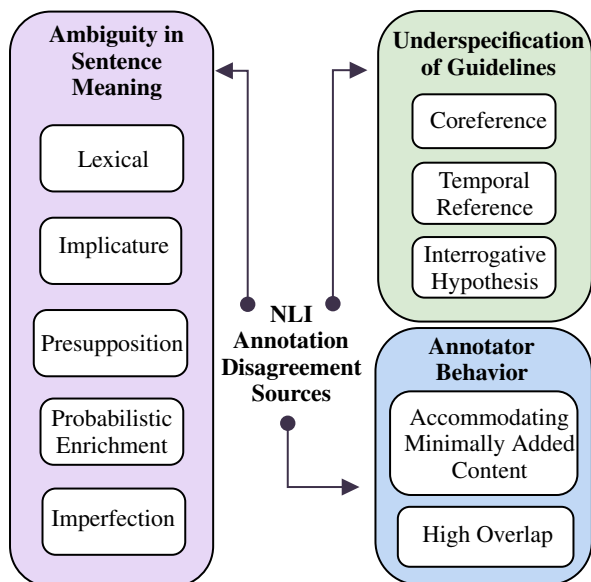 Ambiguity in
Sentence
Meaning
Lexical
Implicature
Presupposition
Probabilistic
Enrichment
Imperfection
NLI
Annotation
Disagreement
Sources
Underspecification
of Guidelines
Coreference
Temporal
Reference
Interrogative
Hypothesis
Annotator
Behavior
Accommodating
Minimally Added
Content
High Overlap